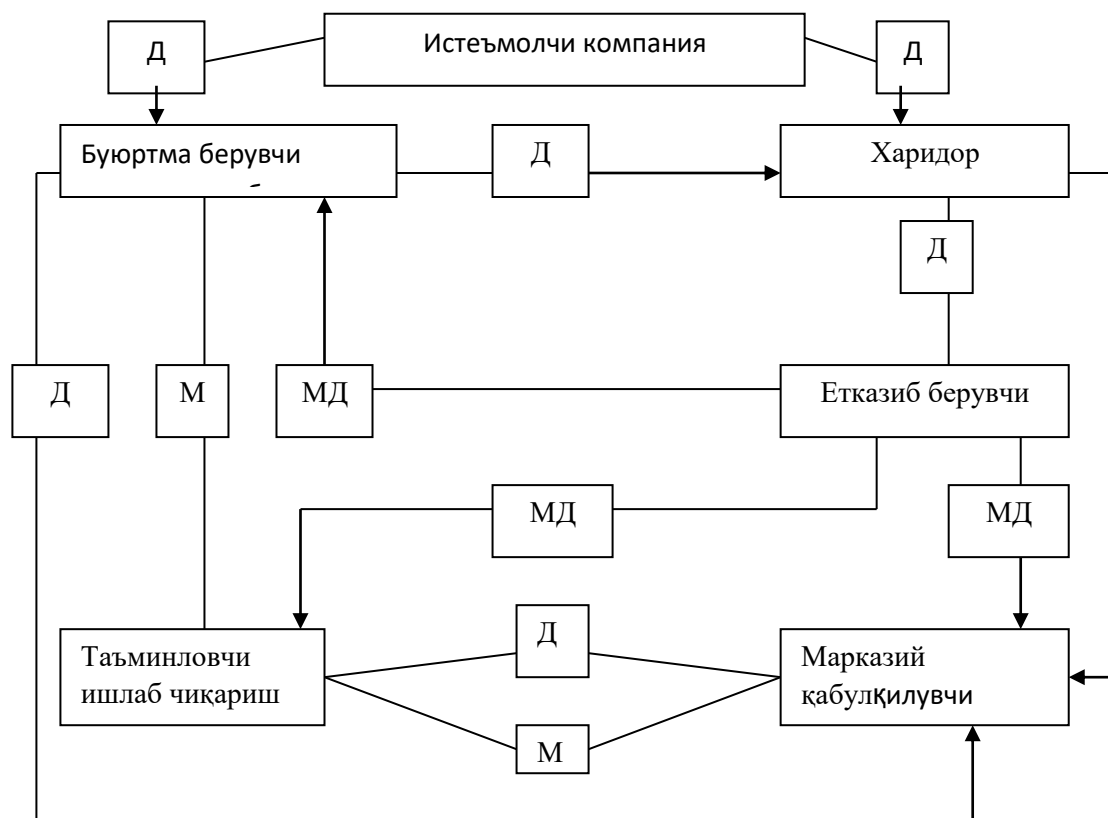 Д
Истеъмолчи компания
Д
Буюртма берувчи
Д
Харидор
Д
Д
М
МД
Етказиб берувчи
МД
МД
Таъминловчи
ишлаб чиқариш
Д
Марказий
қабулқилувчи
М